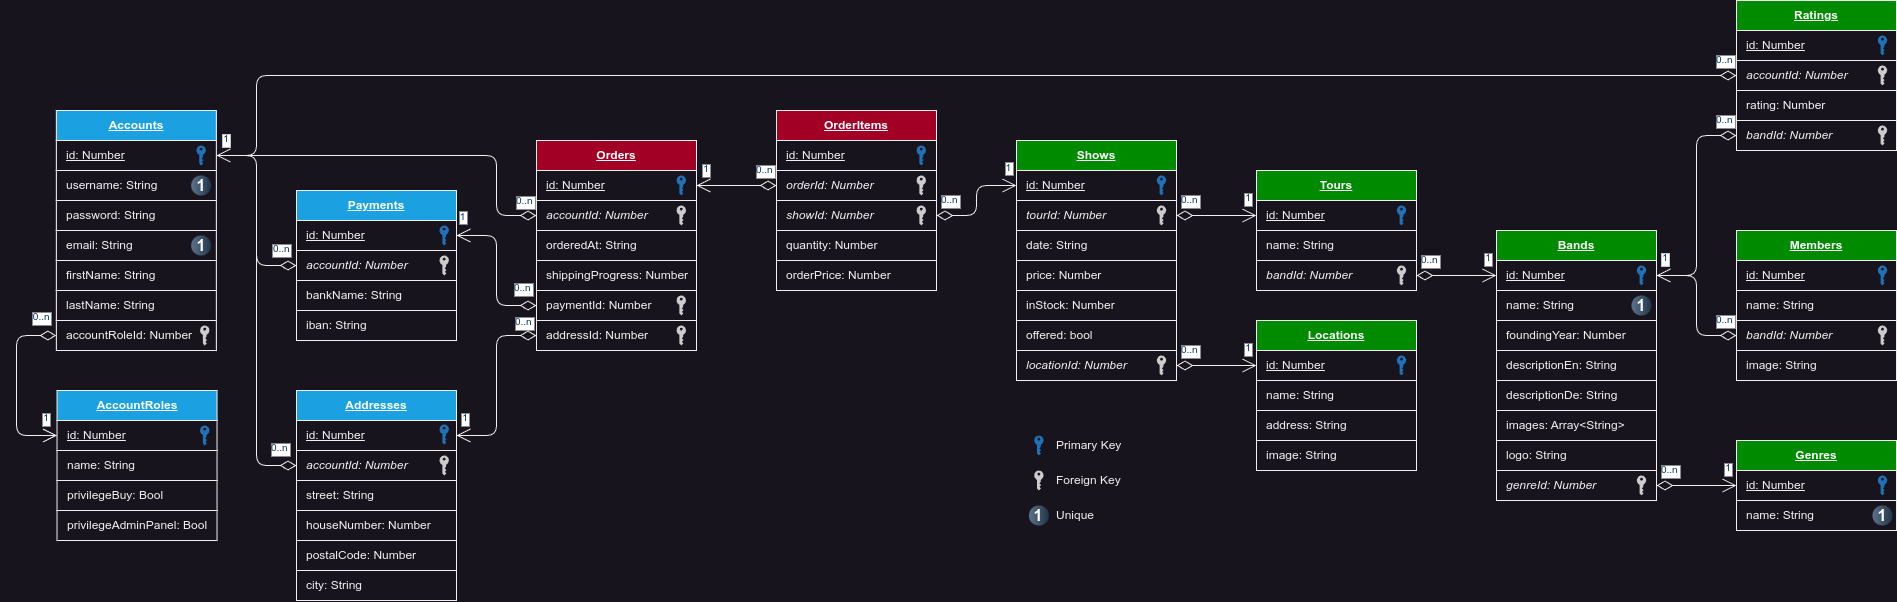 Accounts
id: Number
username: String
1
password: String
email: String
1
firstName: String
lastName: String
accountRoleId: Number
1
0..n
AccountRoles
id: Number
name: String
privilegeBuy: Bool
privilegeAdminPanel: Bool
1
Payments
id: Number
accountId: Number
bankName: String
iban: String
1
0..n
Addresses
id: Number
accountId: Number
street: String
houseNumber: Number
postalCode: Number
city: String
1
0..n
Orders
id: Number
accountId: Number
orderedAt: String
shippingProgress: Number
paymentId: Number
addressId: Number
1
0..n
0..n
0..n
OrderItems
id: Number
orderId: Number
showId: Number
quantity: Number
orderPrice: Number
0..n
0..n
Shows
id: Number
tourId: Number
date: String
price: Number
inStock: Number
offered: bool
locationId: Number
1
0..n
0..n
Primary Key
Foreign Key
1
Unique
Tours
id: Number
name: String
bandId: Number
1
0..n
Locations
id: Number
name: String
address: String
image: String
1
Bands
id: Number
name: String
1
foundingYear: Number
descriptionEn: String
descriptionDe: String
images: Array<String>
logo: String
genreId: Number
1
1
0..n
Ratings
id: Number
accountId: Number
rating: Number
bandId: Number
0..n
0..n
Members
id: Number
name: String
bandId: Number
image: String
0..n
Genres
id: Number
name: String
1
1